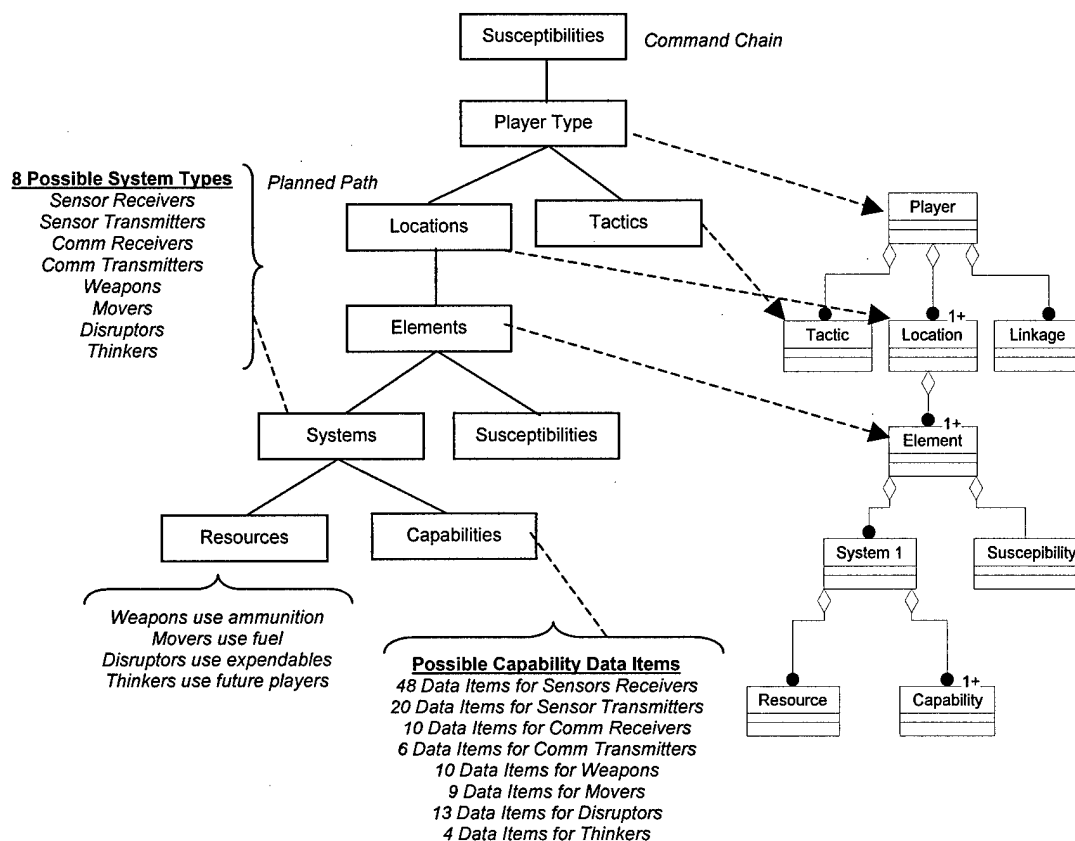 Susceptibilities
Command Chain
Player Type
8 Possible System Types
Sensor Receivers
Sensor Transmitters
Comm Receivers
Comm Transmitters
Weapons
Movers
Disruptors
Thinkers
Planned Path
Locations
Tactics
Player
Elements
1+
Tactic
Location
Linkage
Systems
Susceptibilities
1+
Element
Resources
Capabilities
System 1
Suscepibility
Weapons use ammunition
Movers use fuel
Disruptors use expendables
Thinkers use future players
Possible Capability Data Items
48 Data Items for Sensors Receivers
20 Data Items for Sensor Transmitters
10 Data Items for Comm Receivers
6 Data Items for Comm Transmitters
10 Data Items for Weapons
9 Data Items for Movers
13 Data Items for Disruptors
4 Data Items for Thinkers
1+
Resource
Capability